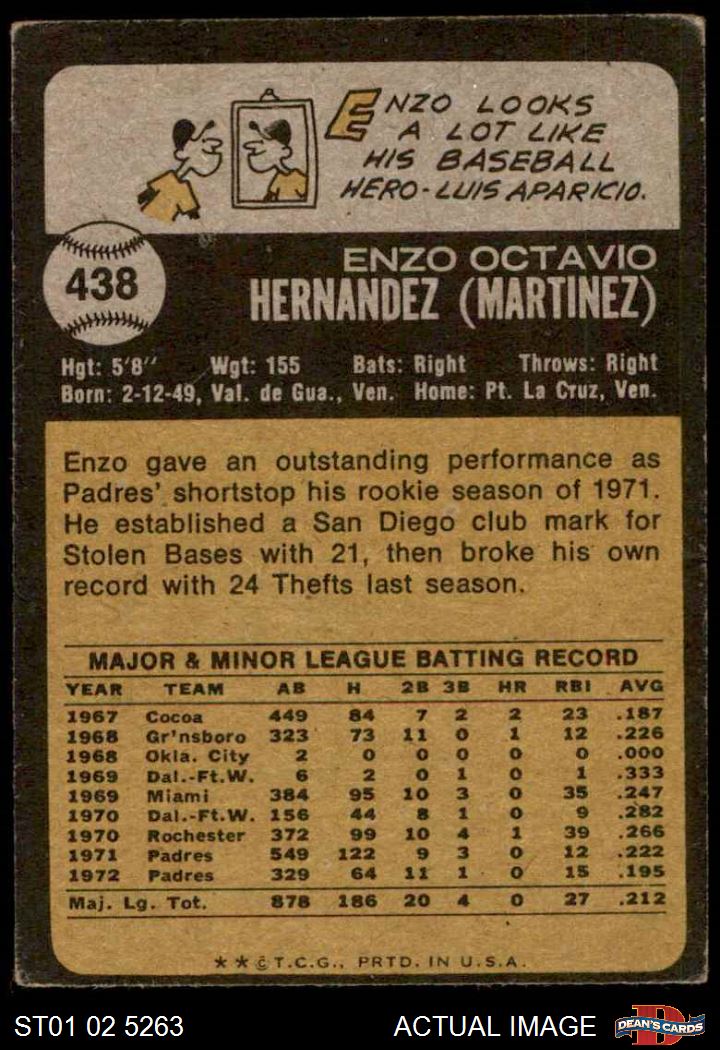 ENZO LOOKS
A LOT LIKE
HIS BASEBALL
HERO-LUIS APARICIO.
438
ENZO OCTAVIO
HERNANDEZ (MARTINEZ)
Hgt: 5'8" Wgt: 155 Bats: Right Throws: Right
Born: 2-12-49, Val. de Gua., Ven. Home: Pt. La Cruz, Ven.
Enzo gave an outstanding performance as
Padres' shortstop his rookie season of 1971.
He established a San Diego club mark for
Stolen Bases with 21, then broke his own
record with 24 Thefts last season.
MAJOR & MINOR LEAGUE BATTING RECORD
YEAR TEAM AB H 2B 3B HR RBI AVG
1967 Cocoa 449 84 7 2 2 23 .187
1968 Gr'nsboro 323 73 11 0 1 12 .226
1968 Okla. City 2 0 0 0 0 0 .000
1969 Dal.-Ft.W. 6 2 0 1 0 1 .333
1969 Miami 384 95 10 3 0 35 .247
1970 Dal.-Ft.W. 156 44 8 1 0 9 .282
1970 Rochester 372 99 10 4 1 39 .266
1971 Padres 549 122 9 3 0 12 .222
1972 Padres 329 64 11 1 0 15 .195
Maj. Lg. Tot. 878 186 20 4 0 27 .212
**©T.C.G., PRTD. IN U.S.A.
ST01 02 5263 ACTUAL IMAGE DEAN'S CARDS